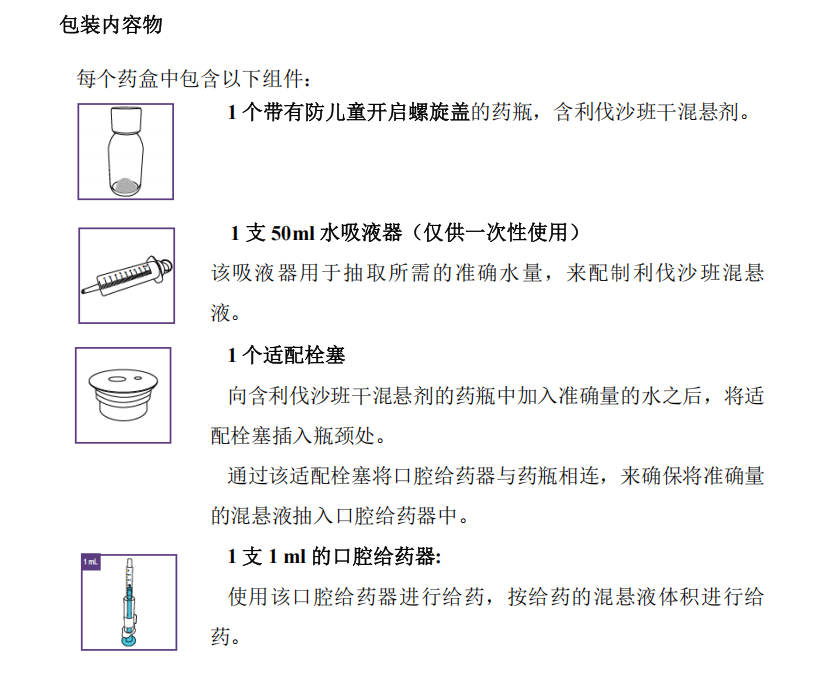 包装内容物
每个药盒中包含以下组件：
1 个带有防儿童开启螺旋盖的药瓶，含利伐沙班干混悬剂。
1 支 50ml 水吸液器（仅供一次性使用）
该吸液器用于抽取所需的准确水量，来配制利伐沙班混悬
液。
1 个适配栓塞
向含利伐沙班干混悬剂的药瓶中加入准确量的水之后，将适
配栓塞插入瓶颈处。
通过该适配栓塞将口腔给药器与药瓶相连，来确保将准确量
的混悬液抽入口腔给药器中。
1 mL
1 支 1 ml 的口腔给药器:
使用该口腔给药器进行给药，按给药的混悬液体积进行给
药。